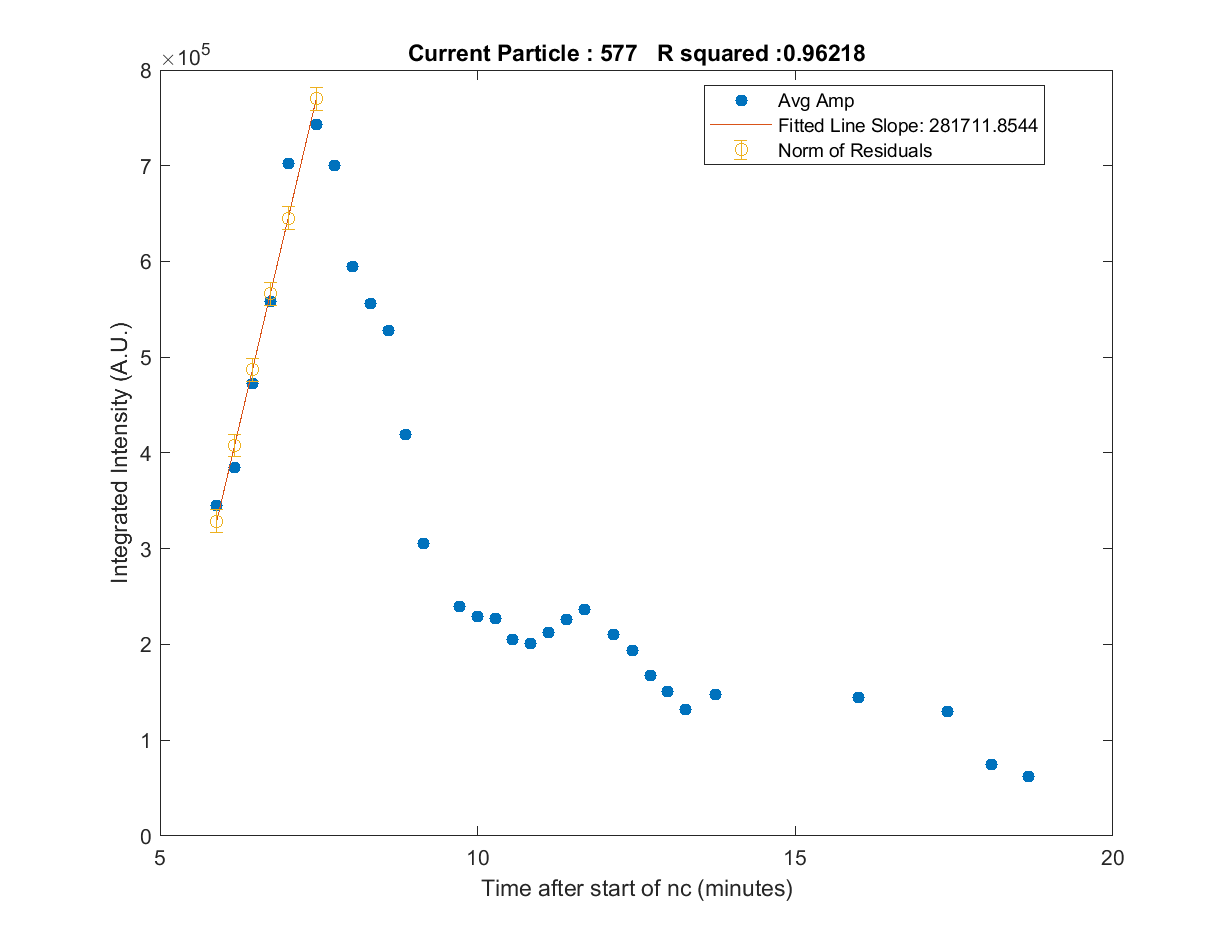 Current Particle : 577 R squared :0.96218
×10^5
8
7
6
5
4
3
2
1
0
Integrated Intensity (A.U.)
Avg Amp
Fitted Line Slope: 281711.8544
Norm of Residuals
5 10 15 20
Time after start of nc (minutes)